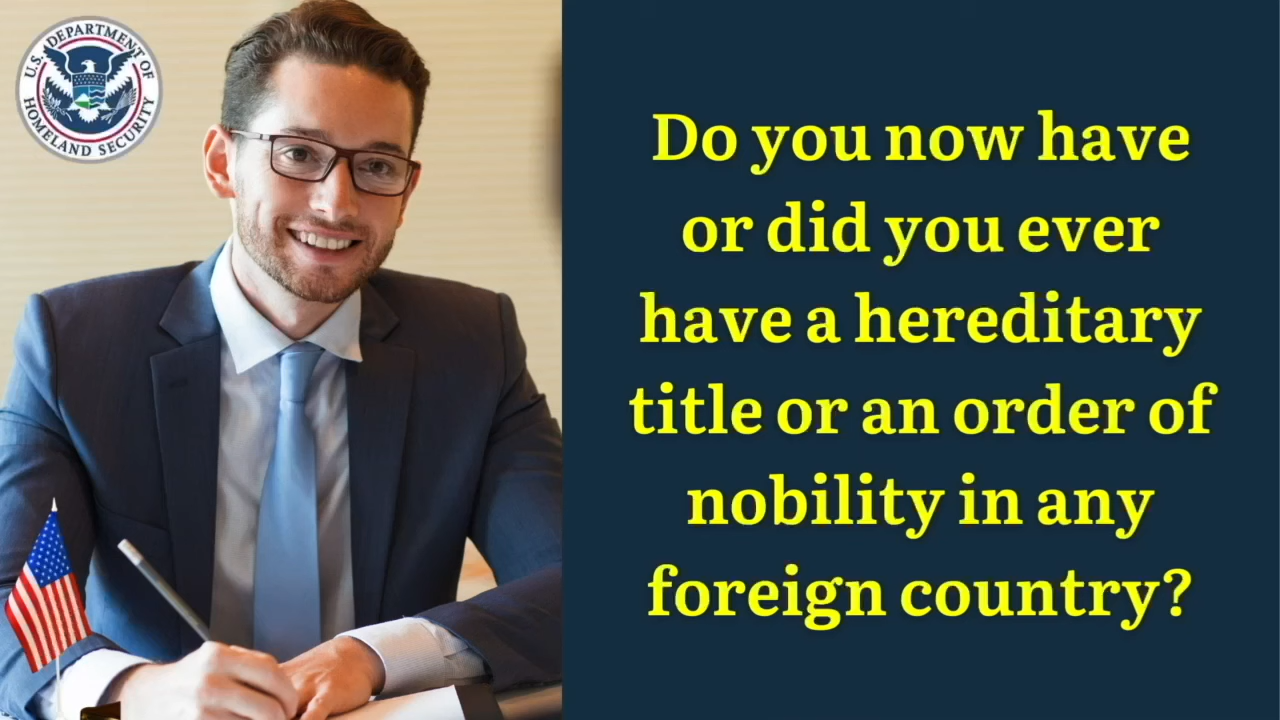 U.S. DEPARTMENT OF
HOMELAND SECURITY
Do you now have
or did you ever
have a hereditary
title or an order of
nobility in any
foreign country?